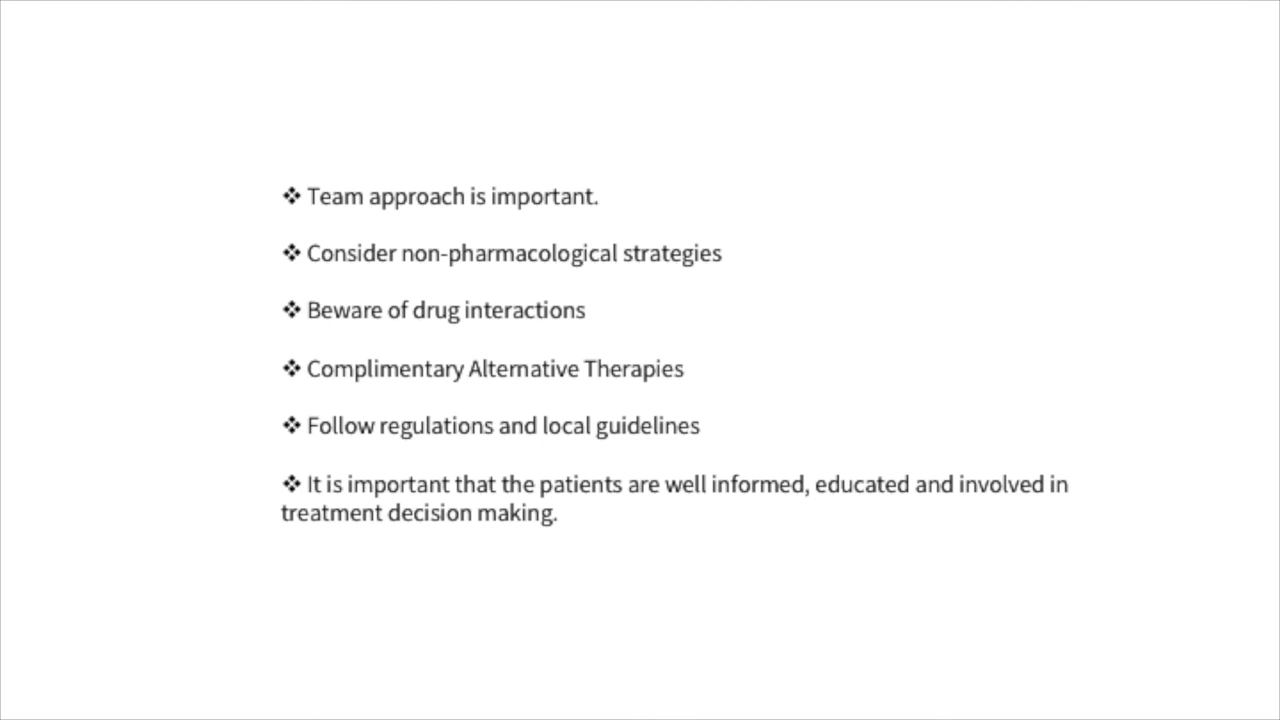 ❖ Team approach is important.
❖ Consider non-pharmacological strategies
❖ Beware of drug interactions
❖ Complimentary Alternative Therapies
❖ Follow regulations and local guidelines
❖ It is important that the patients are well informed, educated and involved in
treatment decision making.